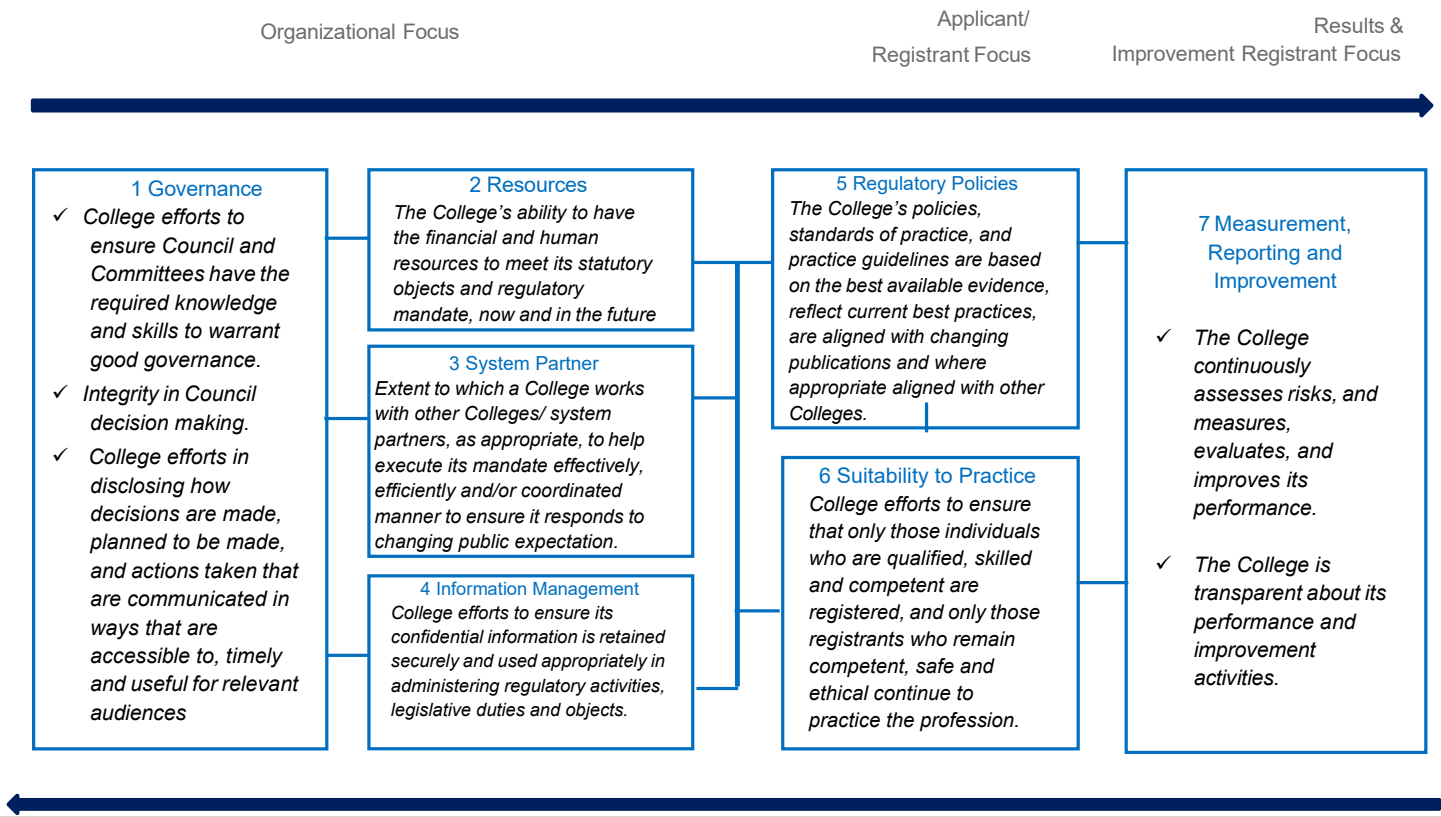 Organizational Focus
Applicant/
Registrant Focus
Results &
Improvement Registrant Focus
1 Governance
✓ College efforts to
ensure Council and
Committees have the
required knowledge
and skills to warrant
good governance.
✓ Integrity in Council
decision making.
✓ College efforts in
disclosing how
decisions are made,
planned to be made,
and actions taken that
are communicated in
ways that are
accessible to, timely
and useful for relevant
audiences
2 Resources
The College's ability to have
the financial and human
resources to meet its statutory
objects and regulatory
mandate, now and in the future
3 System Partner
Extent to which a College works
with other Colleges/ system
partners, as appropriate, to help
execute its mandate effectively,
efficiently and/or coordinated
manner to ensure it responds to
changing public expectation.
4 Information Management
College efforts to ensure its
confidential information is retained
securely and used appropriately in
administering regulatory activities,
legislative duties and objects.
5 Regulatory Policies
The College's policies,
standards of practice, and
practice guidelines are based
on the best available evidence,
reflect current best practices,
are aligned with changing
publications and where
appropriate aligned with other
Colleges.
6 Suitability to Practice
College efforts to ensure
that only those individuals
who are qualified, skilled
and competent are
registered, and only those
registrants who remain
competent, safe and
ethical continue to
practice the profession.
7 Measurement,
Reporting and
Improvement
✓ The College
continuously
assesses risks, and
measures,
evaluates, and
improves its
performance.
✓ The College is
transparent about its
performance and
improvement
activities.